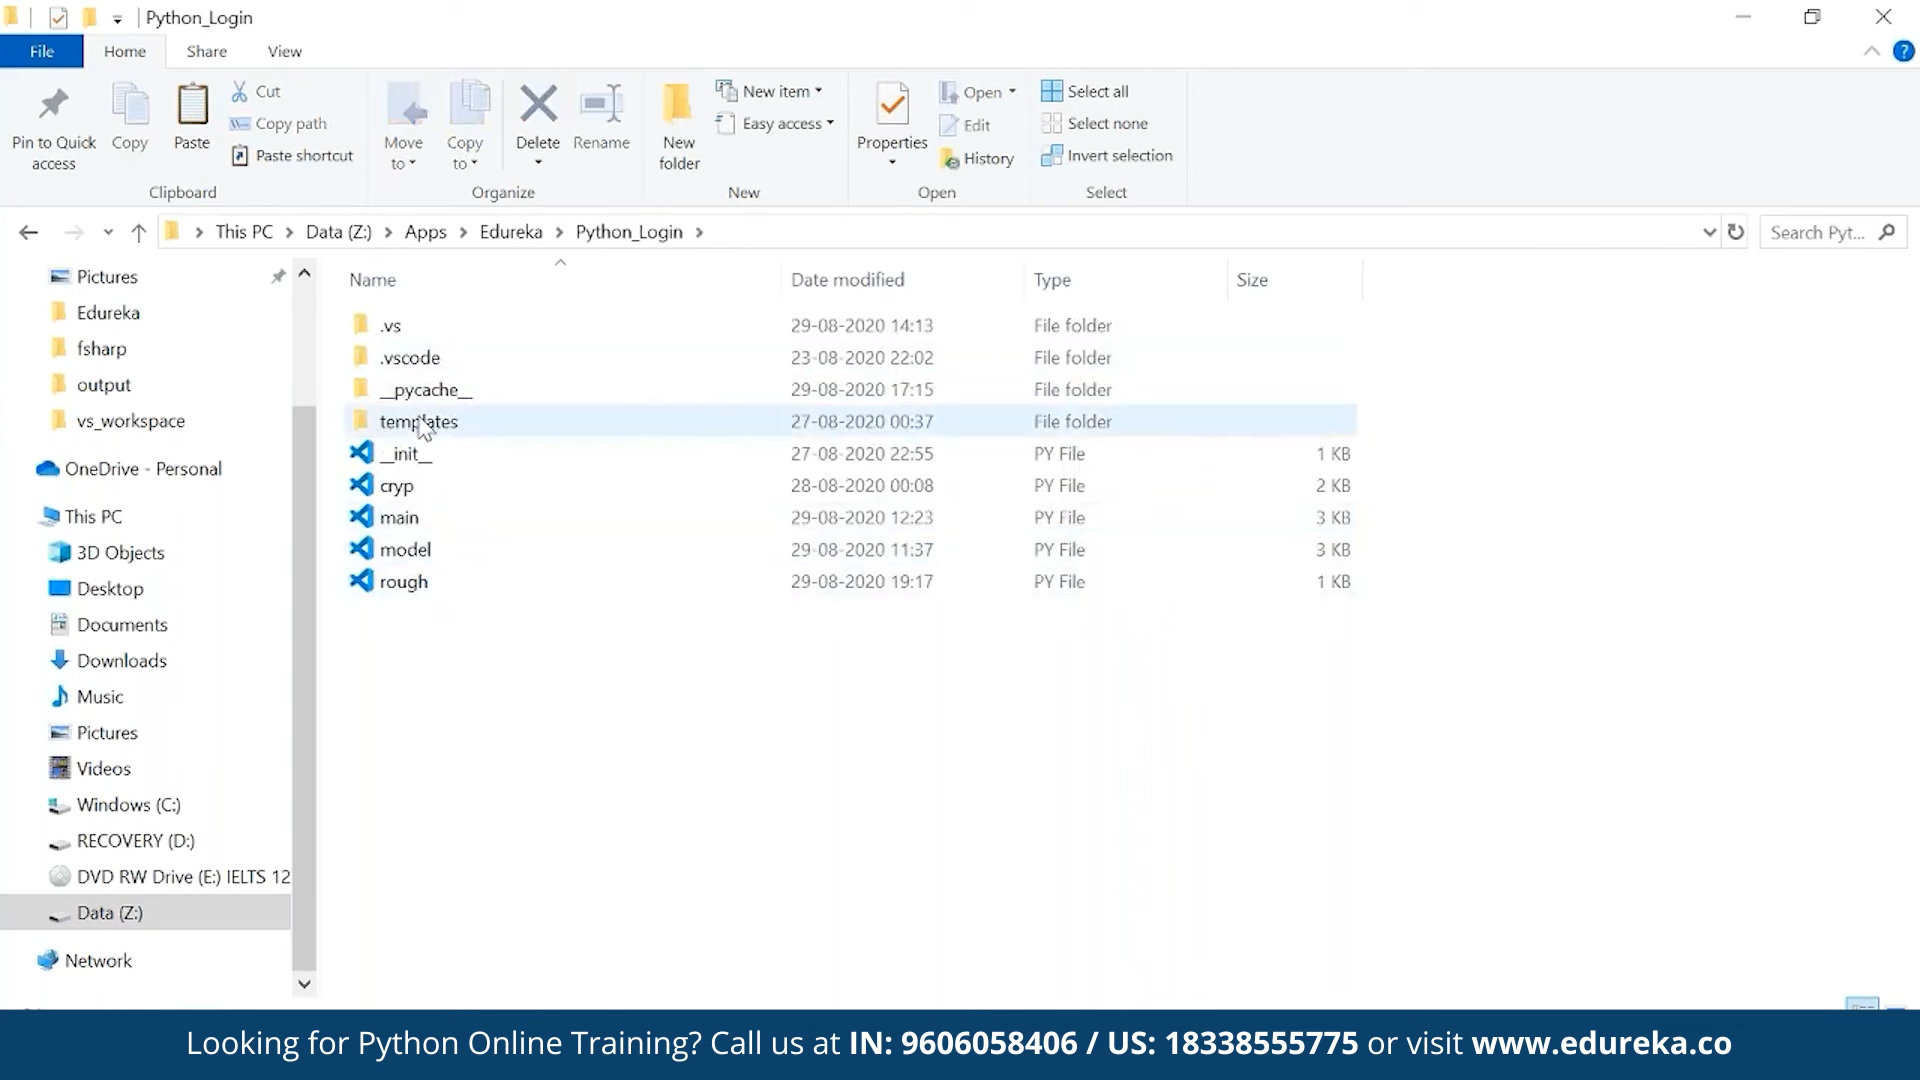 Python_Login
File Home Share View
Pin to Quick access
Copy
Paste
Cut
Copy path
Paste shortcut
Clipboard
Move to
Copy to
Delete
Rename
Organize
New folder
New item
Easy access
New
Properties
Open
Edit
History
Open
Select all
Select none
Invert selection
Select
This PC > Data (Z:) > Apps > Edureka > Python_Login >
Search Pyt...
Pictures
Edureka
fsharp
output
vs_workspace
OneDrive - Personal
This PC
3D Objects
Desktop
Documents
Downloads
Music
Pictures
Videos
Windows (C:)
RECOVERY (D:)
DVD RW Drive (E:) IELTS 12
Data (Z:)
Network
Name Date modified Type Size
.vs 29-08-2020 14:13 File folder
.vscode 23-08-2020 22:02 File folder
__pycache__ 29-08-2020 17:15 File folder
templates 27-08-2020 00:37 File folder
__init__ 27-08-2020 22:55 PY File 1 KB
cryp 28-08-2020 00:08 PY File 2 KB
main 29-08-2020 12:23 PY File 3 KB
model 29-08-2020 11:37 PY File 3 KB
rough 29-08-2020 19:17 PY File 1 KB
Looking for Python Online Training? Call us at IN: 9606058406 / US: 18338555775 or visit www.edureka.co